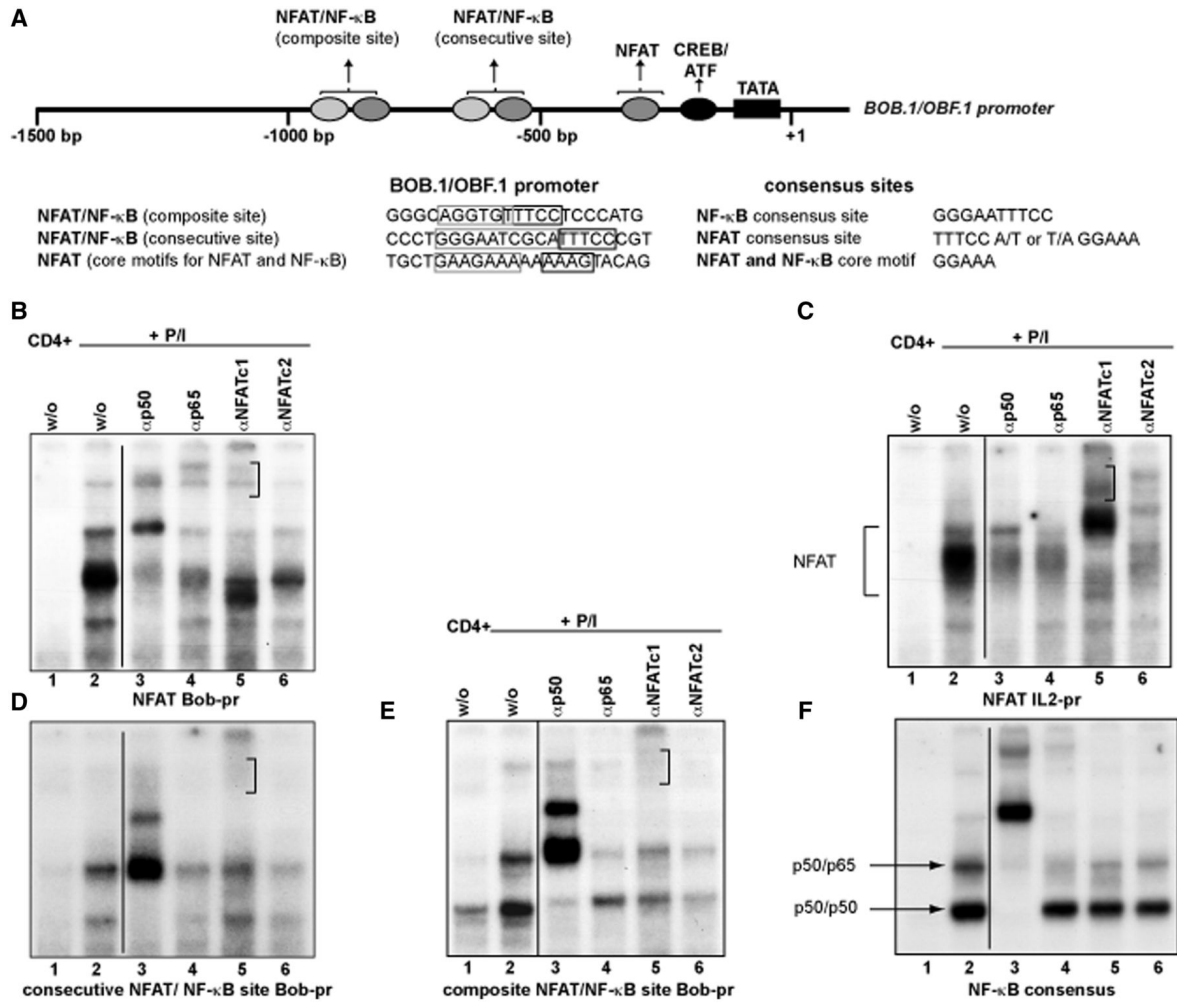 A
NFAT/NF-κB
(composite site)
NFAT/NF-κB
(consecutive site)
NFAT
CREB/
ATF
TATA
BOB.1/OBF.1 promoter
-1500 bp
-1000 bp
-500 bp
+1
BOB.1/OBF.1 promoter
consensus sites
NFAT/NF-κB (composite site) GGGCAGGTGTTTCCTCCCATG NF-κB consensus site GGGAATTTCC
NFAT/NF-κB (consecutive site) CCCTGGGAATCGCATTTCCCGT NFAT consensus site TTTCC A/T or T/A GGAAA
NFAT (core motifs for NFAT and NF-κB) TGCTGAAGAAAAAAAAGTACAG NFAT and NF-κB core motif GGAAA
B
CD4+ + P/I
w/o w/o αp50 αp65 αNFATc1 αNFATc2
1 2 3 4 5 6
NFAT Bob-pr
C
CD4+ + P/I
w/o w/o αp50 αp65 αNFATc1 αNFATc2
NFAT
1 2 3 4 5 6
NFAT IL2-pr
D
1 2 3 4 5 6
consecutive NFAT/ NF-κB site Bob-pr
E
CD4+ + P/I
w/o w/o αp50 αp65 αNFATc1 αNFATc2
1 2 3 4 5 6
composite NFAT/NF-κB site Bob-pr
F
p50/p65
p50/p50
1 2 3 4 5 6
NF-κB consensus